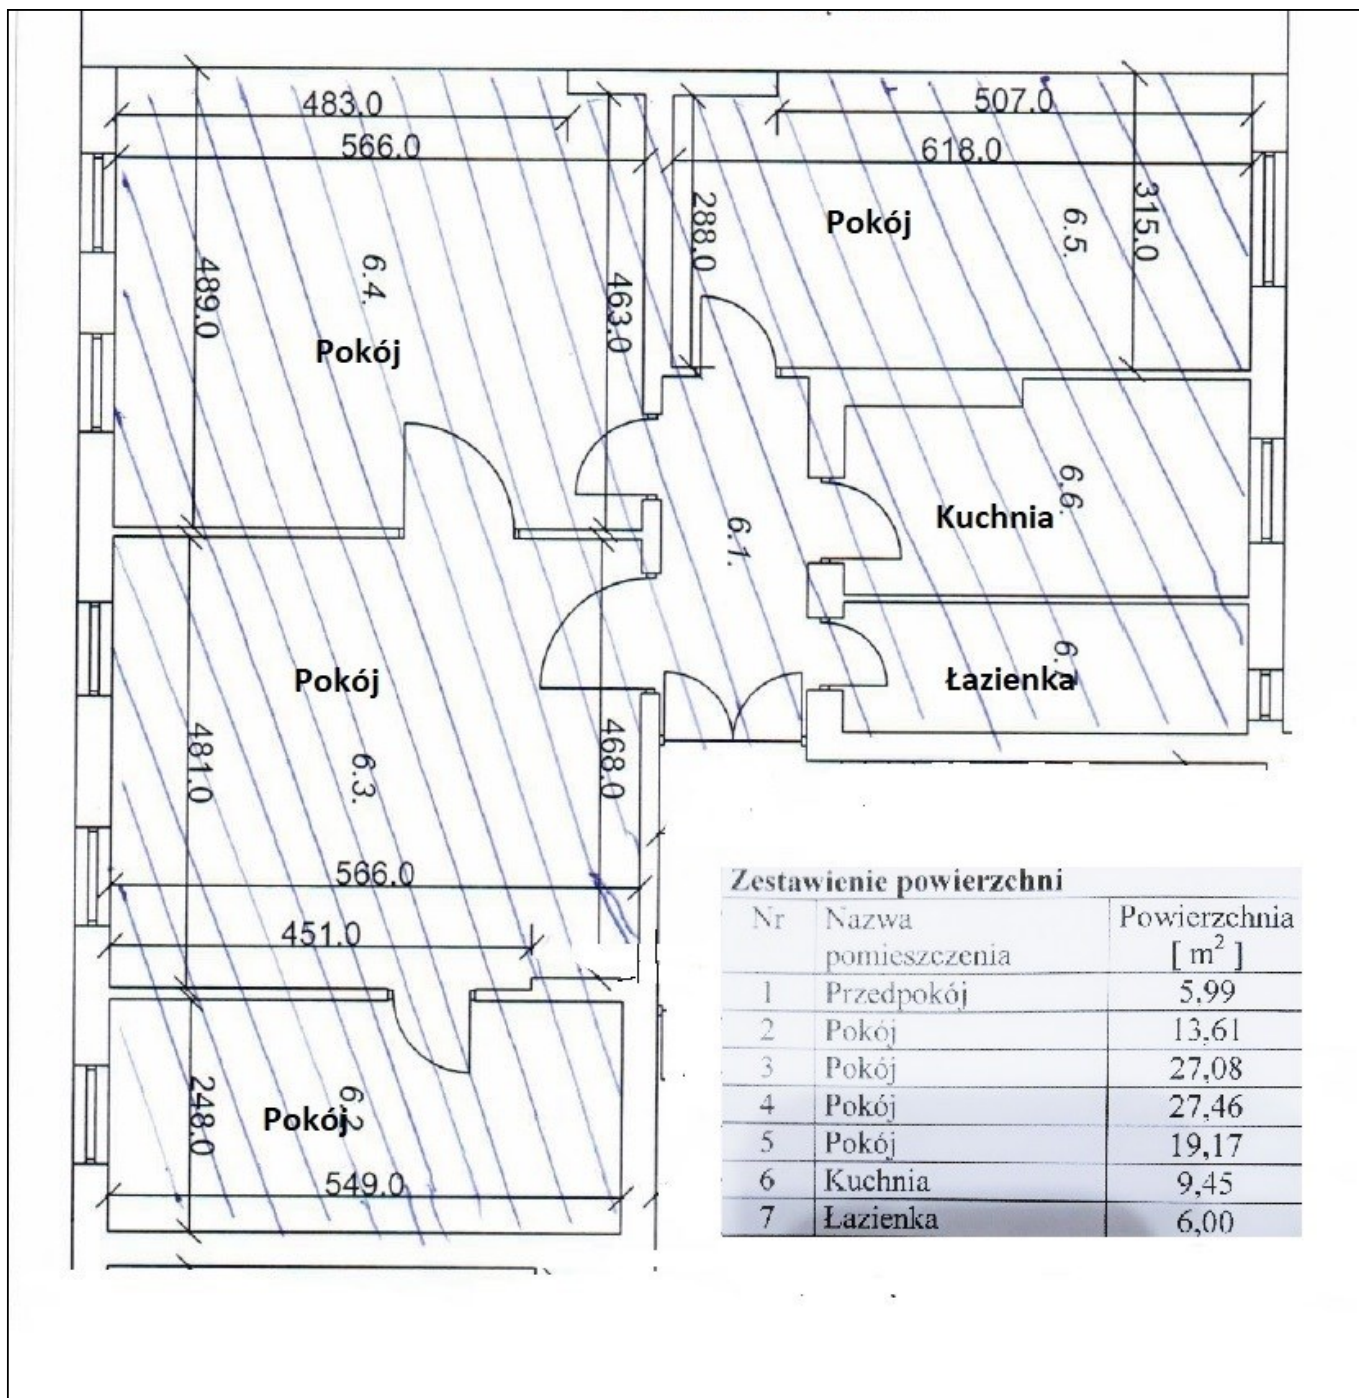 483.0
507.0
566.0
618.0
315.0
288.0
Pokój
6.5.
6.4.
489.0
463.0
Pokój
6.6.
Kuchnia
6.1.
6.7
Łazienka
Pokój
481.0
468.0
6.3.
566.0
451.0
248.0
6.2
Pokój
549.0
Zestawienie powierzchni
Nr Nazwa pomieszczenia Powierzchnia [ m² ]
1 Przedpokój 5,99
2 Pokój 13,61
3 Pokój 27,08
4 Pokój 27,46
5 Pokój 19,17
6 Kuchnia 9,45
7 Łazienka 6,00